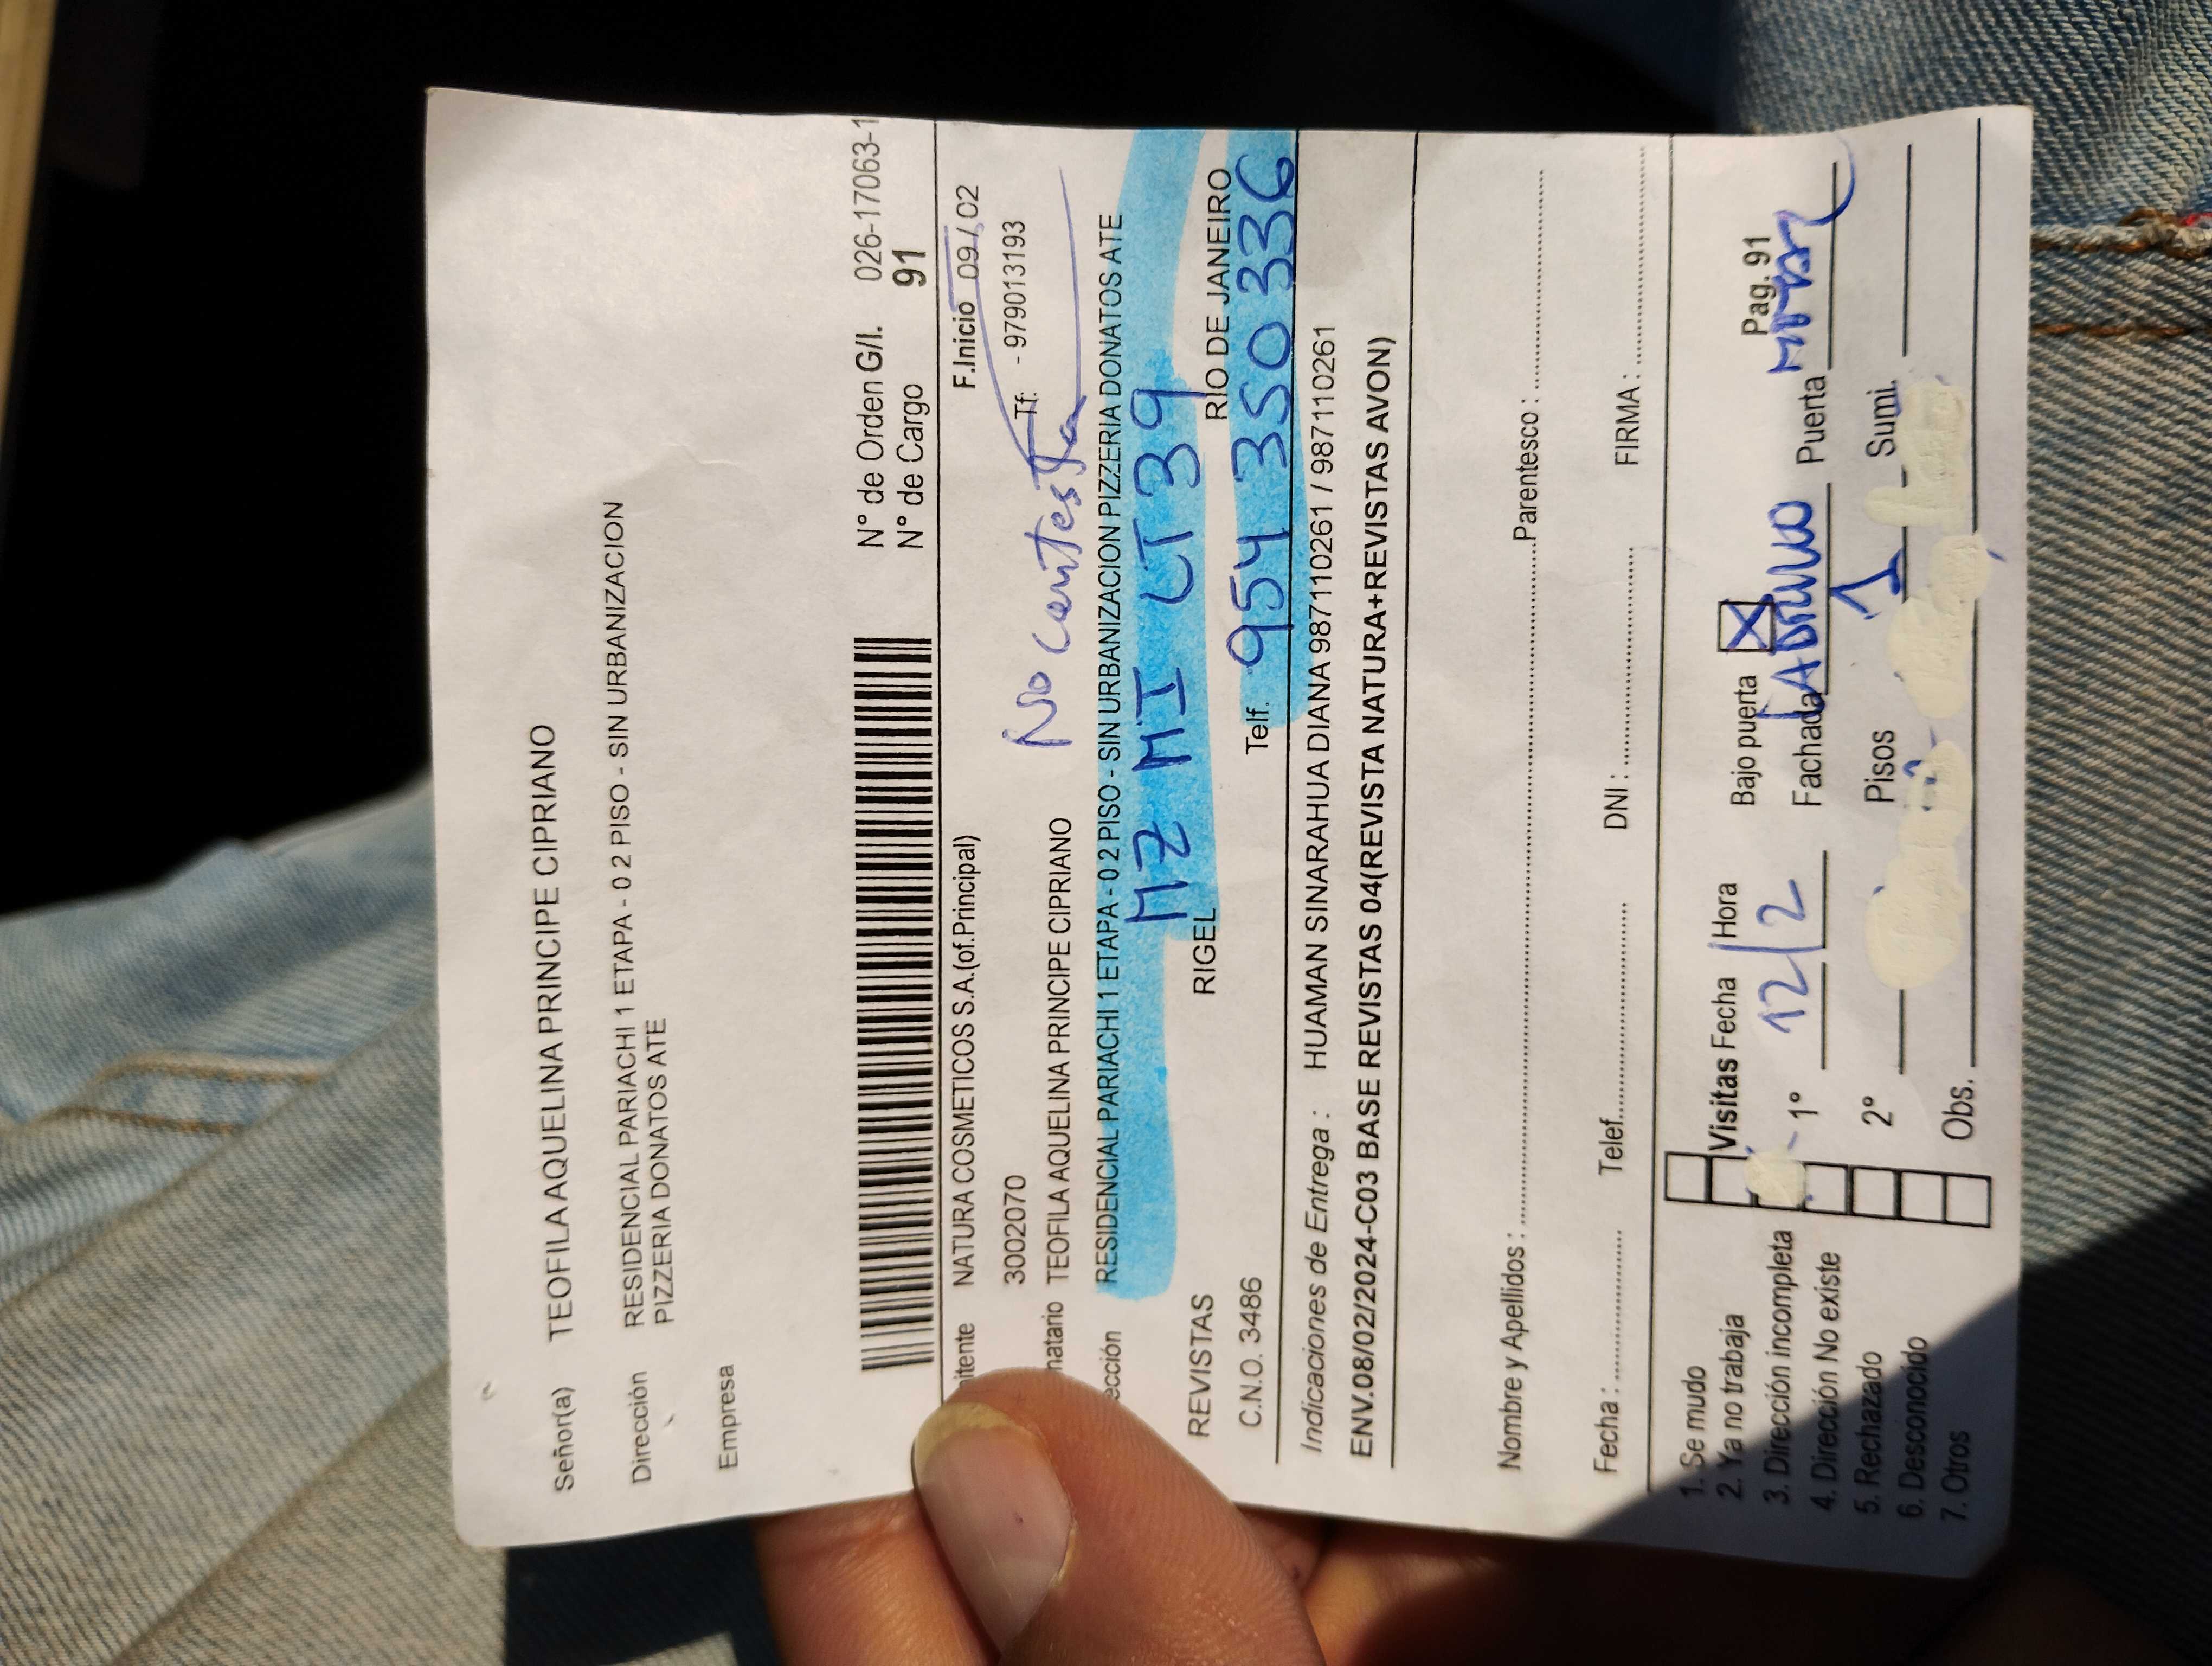 Señor(a) TEOFILA AQUELINA PRINCIPE CIPRIANO
Dirección RESIDENCIAL PARIACHI 1 ETAPA - 0 2 PISO - SIN URBANIZACION
PIZZERIA DONATOS ATE
Empresa
N° de Orden G/I. 026-17063-1
N° de Cargo 91
itente NATURA COSMETICOS S.A.(of.Principal) F.Inicio 09/02
3002070 No contesta Tf: - 979013193
natario TEOFILA AQUELINA PRINCIPE CIPRIANO
ección RESIDENCIAL PARIACHI 1 ETAPA - 0 2 PISO - SIN URBANIZACION PIZZERIA DONATOS ATE
MZ MI LT 39
REVISTAS RIGEL RIO DE JANEIRO
C.N.O. 3486 Telf. 954 350 336
Indicaciones de Entrega : HUAMAN SINARAHUA DIANA 987110261 / 987110261
ENV.08/02/2024-C03 BASE REVISTAS 04(REVISTA NATURA+REVISTAS AVON)
Nombre y Apellidos : Parentesco :
Fecha : Telef. DNI : FIRMA :
1. Se mudo
2. Ya no trabaja Visitas Fecha Hora Bajo puerta X Pag. 91
3. Dirección incompleta 1° 12/2 Fachada Puerta
4. Dirección No existe
5. Rechazado 2° Pisos 1 Sumi.
6. Desconocido
7. Otros Obs.